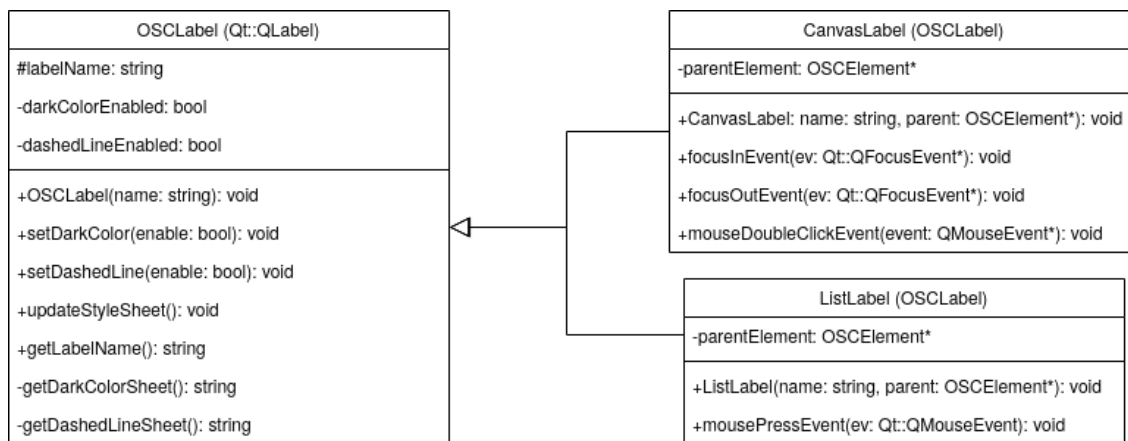 OSCLabel (Qt::QLabel)
#labelName: string
-darkColorEnabled: bool
-dashedLineEnabled: bool
+OSCLabel(name: string): void
+setDarkColor(enable: bool): void
+setDashedLine(enable: bool): void
+updateStyleSheet(): void
+getLabelName(): string
-getDarkColorSheet(): string
-getDashedLineSheet(): string
CanvasLabel (OSCLabel)
-parentElement: OSCElement*
+CanvasLabel: name: string, parent: OSCElement*): void
+focusInEvent(ev: Qt::QFocusEvent*): void
+focusOutEvent(ev: Qt::QFocusEvent*): void
+mouseDoubleClickEvent(event: QMouseEvent*): void
ListLabel (OSCLabel)
-parentElement: OSCElement*
+ListLabel(name: string, parent: OSCElement*): void
+mousePressEvent(ev: Qt::QMouseEvent): void